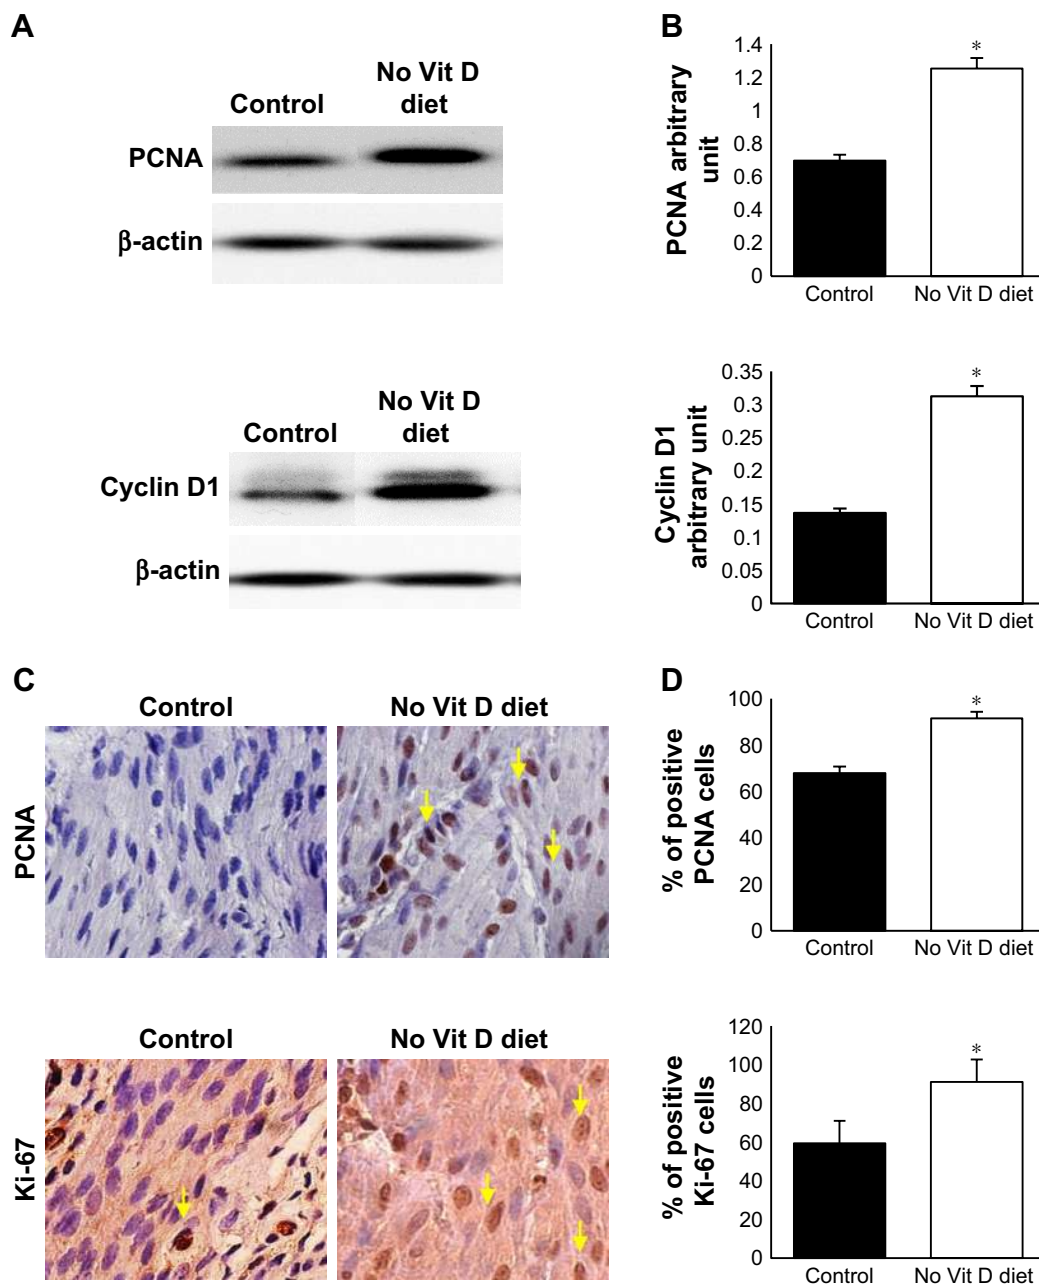 A
No Vit D
Control diet
PCNA
β-actin
No Vit D
Control diet
Cyclin D1
β-actin
B
PCNA arbitrary
unit
1.4
1.2
1
0.8
0.6
0.4
0.2
0
*
Control No Vit D diet
Cyclin D1
arbitrary unit
0.35
0.3
0.25
0.2
0.15
0.1
0.05
0
*
Control No Vit D diet
C
Control No Vit D diet
PCNA
Control No Vit D diet
Ki-67
D
% of positive
PCNA cells
100
80
60
40
20
0
*
Control No Vit D diet
% of positive
Ki-67 cells
120
100
80
60
40
20
0
*
Control No Vit D diet